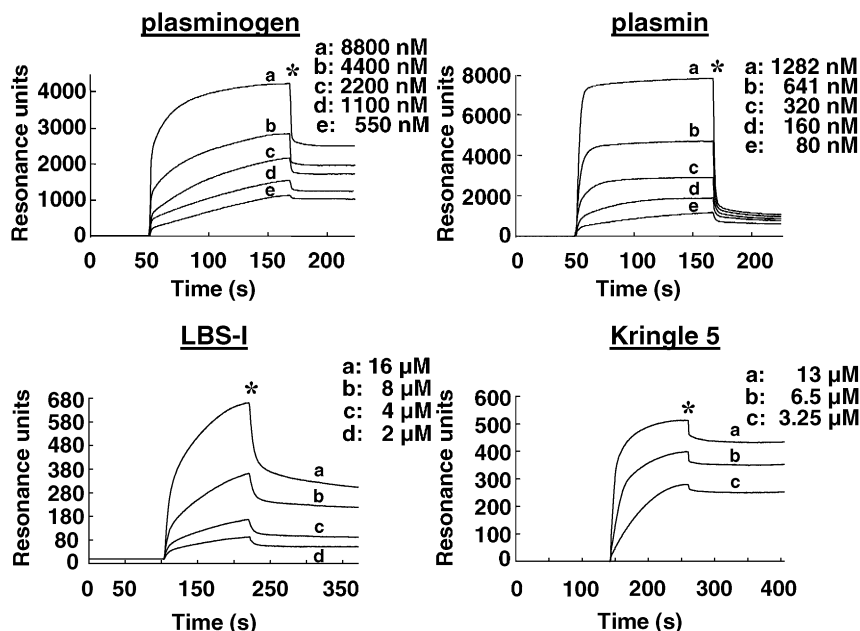 plasminogen
a: 8800 nM
b: 4400 nM
c: 2200 nM
d: 1100 nM
e: 550 nM
*
Resonance units
4000
3000
2000
1000
0
a
b
c
d
e
0 50 100 150 200
Time (s)
plasmin
a: 1282 nM
b: 641 nM
c: 320 nM
d: 160 nM
e: 80 nM
*
Resonance units
8000
6000
4000
2000
0
a
b
c
d
e
0 50 100 150 200
Time (s)
LBS-I
a: 16 µM
b: 8 µM
c: 4 µM
d: 2 µM
*
Resonance units
680
580
480
380
280
180
80
0
a
b
c
d
0 50 150 250 350
Time (s)
Kringle 5
a: 13 µM
b: 6.5 µM
c: 3.25 µM
*
Resonance units
600
500
400
300
200
100
0
a
b
c
0 100 200 300 400
Time (s)